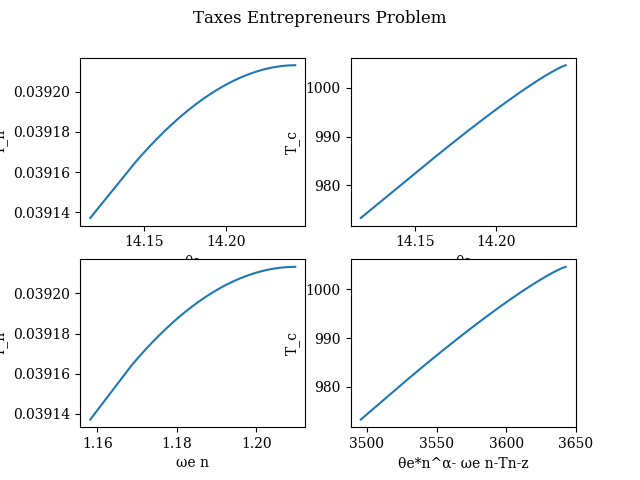 Taxes Entrepreneurs Problem
0.03920
0.03918
0.03916
0.03914
14.15 14.20
T_c
1000
990
980
14.15 14.20
0.03920
0.03918
0.03916
0.03914
1.16 1.18 1.20
ωe n
T_c
1000
990
980
3500 3550 3600 3650
θe*n^α- ωe n-Tn-z